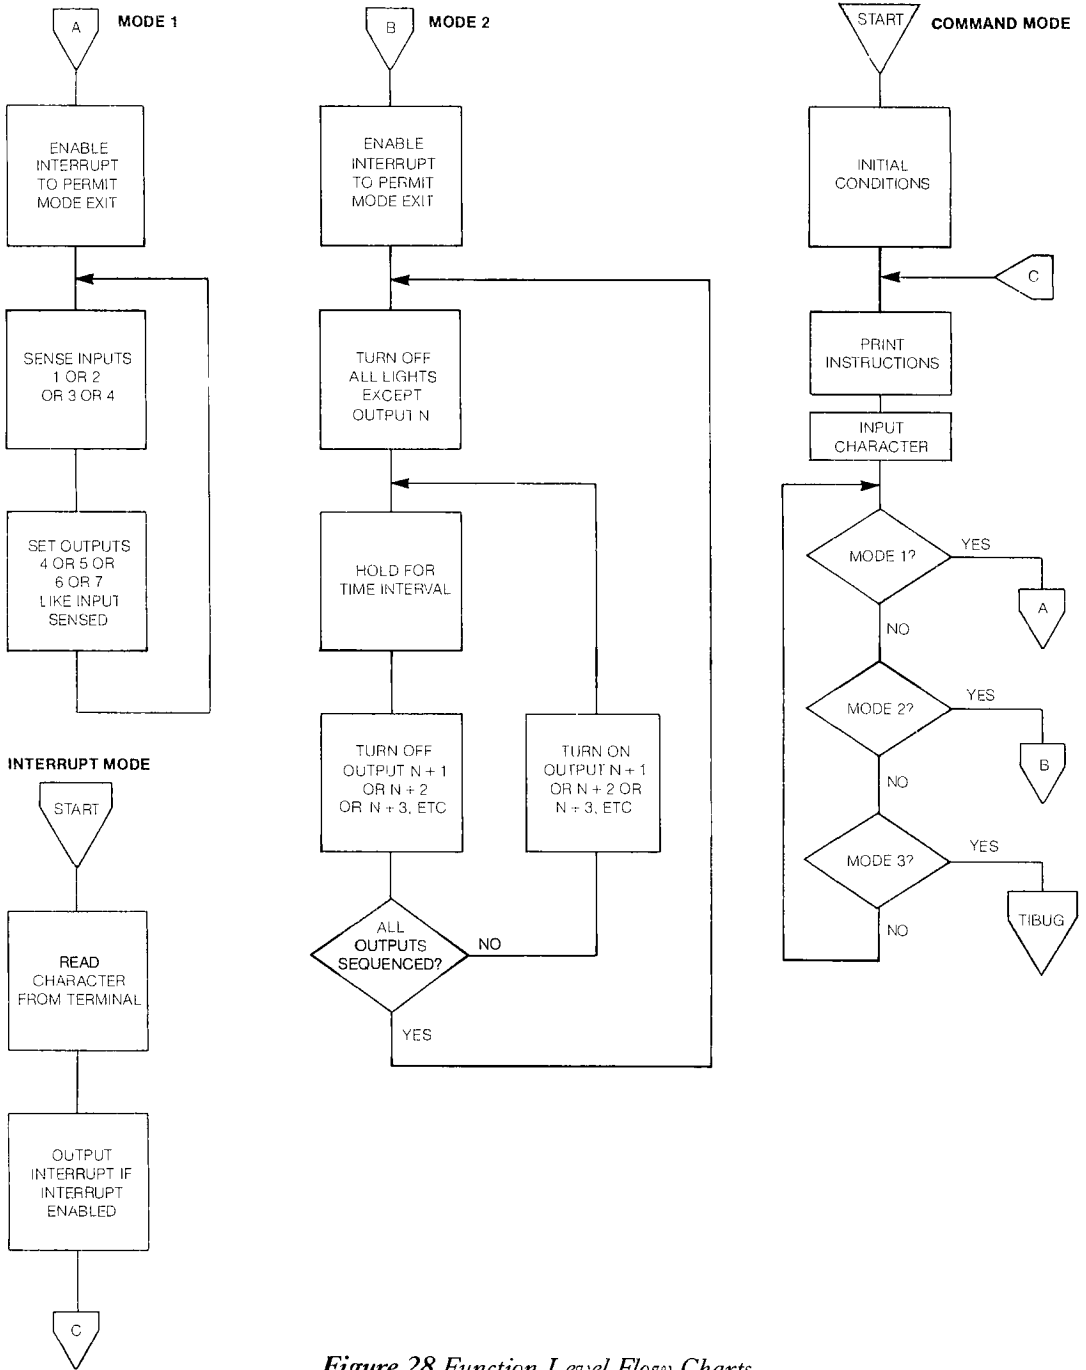 A
MODE 1
ENABLE
INTERRUPT
TO PERMIT
MODE EXIT
SENSE INPUTS
1 OR 2
OR 3 OR 4
SET OUTPUTS
4 OR 5 OR
6 OR 7
LIKE INPUT
SENSED
INTERRUPT MODE
START
READ
CHARACTER
FROM TERMINAL
OUTPUT
INTERRUPT IF
INTERRUPT
ENABLED
C
B
MODE 2
ENABLE
INTERRUPT
TO PERMIT
MODE EXIT
TURN OFF
ALL LIGHTS
EXCEPT
OUTPUT N
HOLD FOR
TIME INTERVAL
TURN OFF
OUTPUT N + 1
OR N + 2
OR N + 3, ETC
TURN ON
OUTPUT N + 1
OR N + 2 OR
N + 3, ETC
ALL
OUTPUTS
SEQUENCED?
NO
YES
START
COMMAND MODE
INITIAL
CONDITIONS
C
PRINT
INSTRUCTIONS
INPUT
CHARACTER
MODE 1?
YES
A
NO
MODE 2?
YES
B
NO
MODE 3?
YES
TIBUG
NO
Figure 28 Function Level Flow Charts